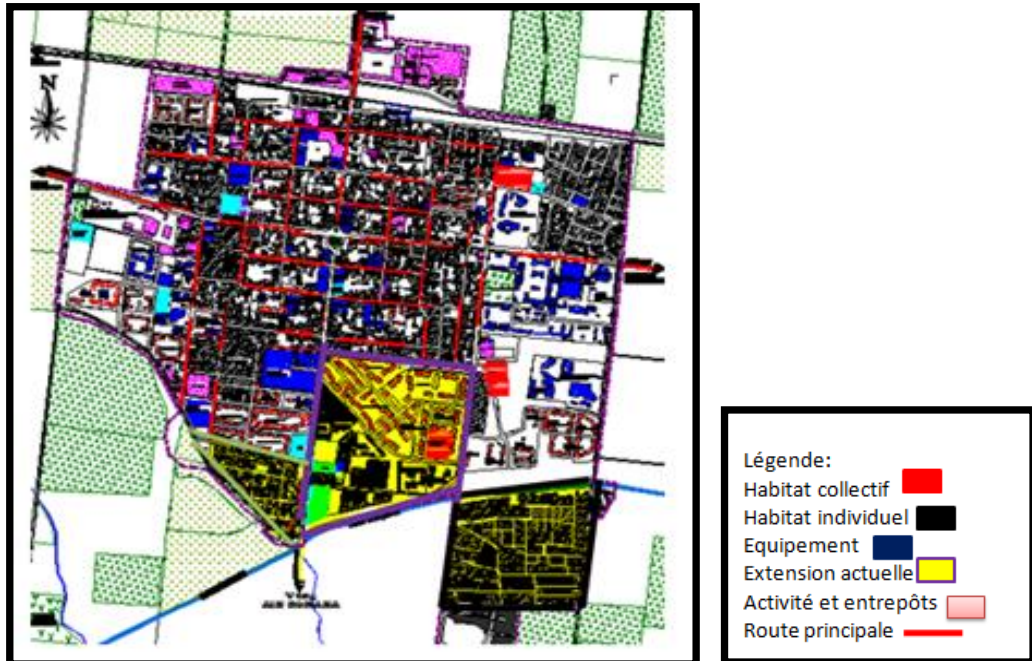 N
Légende:
Habitat collectif
Habitat individuel
Equipement
Extension actuelle
Activité et entrepôts
Route principale